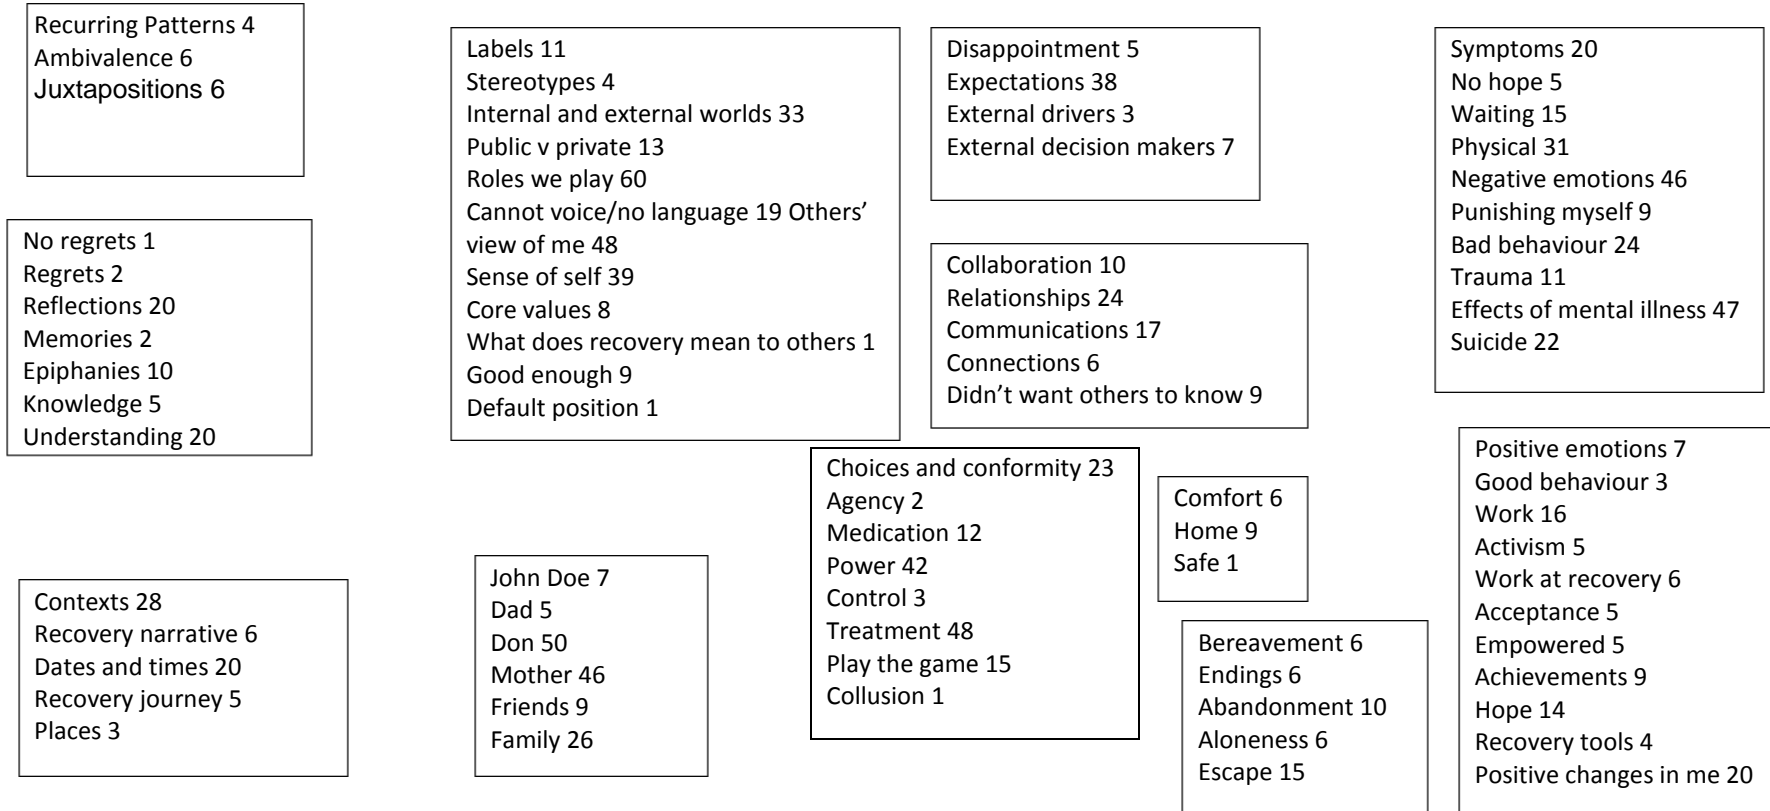 Recurring Patterns 4
Ambivalence 6
Juxtapositions 6
No regrets 1
Regrets 2
Reflections 20
Memories 2
Epiphanies 10
Knowledge 5
Understanding 20
Contexts 28
Recovery narrative 6
Dates and times 20
Recovery journey 5
Places 3
Labels 11
Stereotypes 4
Internal and external worlds 33
Public v private 13
Roles we play 60
Cannot voice/no language 19 Others’
view of me 48
Sense of self 39
Core values 8
What does recovery mean to others 1
Good enough 9
Default position 1
John Doe 7
Dad 5
Don 50
Mother 46
Friends 9
Family 26
Disappointment 5
Expectations 38
External drivers 3
External decision makers 7
Collaboration 10
Relationships 24
Communications 17
Connections 6
Didn’t want others to know 9
Choices and conformity 23
Agency 2
Medication 12
Power 42
Control 3
Treatment 48
Play the game 15
Collusion 1
Comfort 6
Home 9
Safe 1
Bereavement 6
Endings 6
Abandonment 10
Aloneness 6
Escape 15
Symptoms 20
No hope 5
Waiting 15
Physical 31
Negative emotions 46
Punishing myself 9
Bad behaviour 24
Trauma 11
Effects of mental illness 47
Suicide 22
Positive emotions 7
Good behaviour 3
Work 16
Activism 5
Work at recovery 6
Acceptance 5
Empowered 5
Achievements 9
Hope 14
Recovery tools 4
Positive changes in me 20